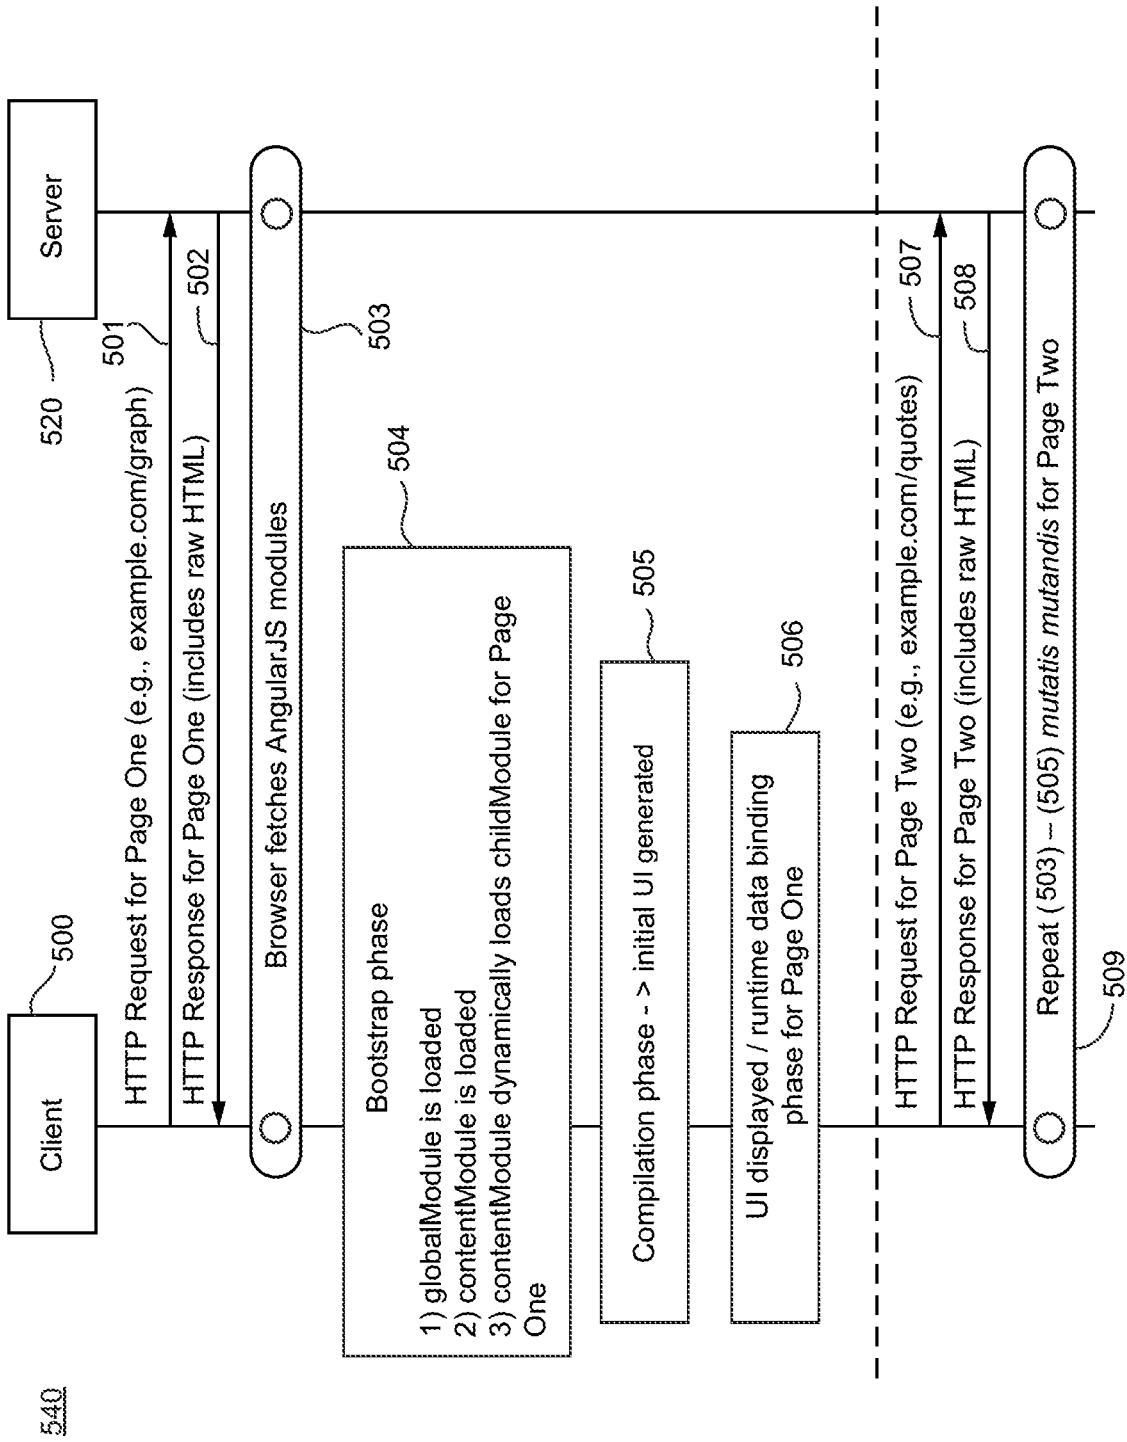 540
Client
500
Server
520
HTTP Request for Page One (e.g., example.com/graph)
501
HTTP Response for Page One (includes raw HTML)
502
Browser fetches AngularJS modules
503
Bootstrap phase
1) globalModule is loaded
2) contentModule is loaded
3) contentModule dynamically loads childModule for Page
One
504
Compilation phase - > initial UI generated
505
UI displayed / runtime data binding
phase for Page One
506
HTTP Request for Page Two (e.g., example.com/quotes)
507
HTTP Response for Page Two (includes raw HTML)
508
Repeat (503) – (505) mutatis mutandis for Page Two
509